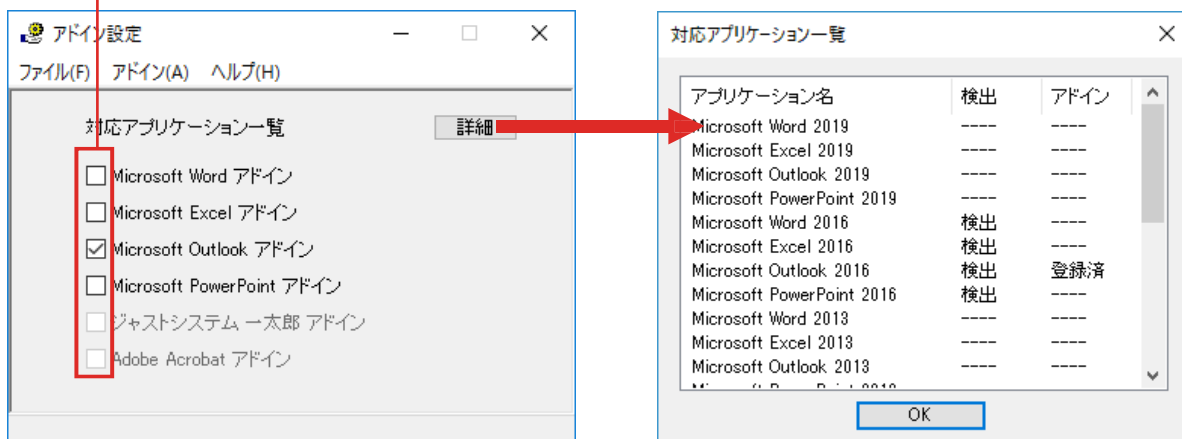 アドイン設定
ファイル(F) アドイン(A) ヘルプ(H)
対応アプリケーション一覧 詳細
Microsoft Word アドイン
Microsoft Excel アドイン
Microsoft Outlook アドイン
Microsoft PowerPoint アドイン
ジャストシステム 一太郎 アドイン
Adobe Acrobat アドイン
対応アプリケーション一覧
アプリケーション名 検出 アドイン
Microsoft Word 2019 ---- ----
Microsoft Excel 2019 ---- ----
Microsoft Outlook 2019 ---- ----
Microsoft PowerPoint 2019 ---- ----
Microsoft Word 2016 検出 ----
Microsoft Excel 2016 検出 ----
Microsoft Outlook 2016 検出 登録済
Microsoft PowerPoint 2016 検出 ----
Microsoft Word 2013 ---- ----
Microsoft Excel 2013 ---- ----
Microsoft Outlook 2013 ---- ----
OK